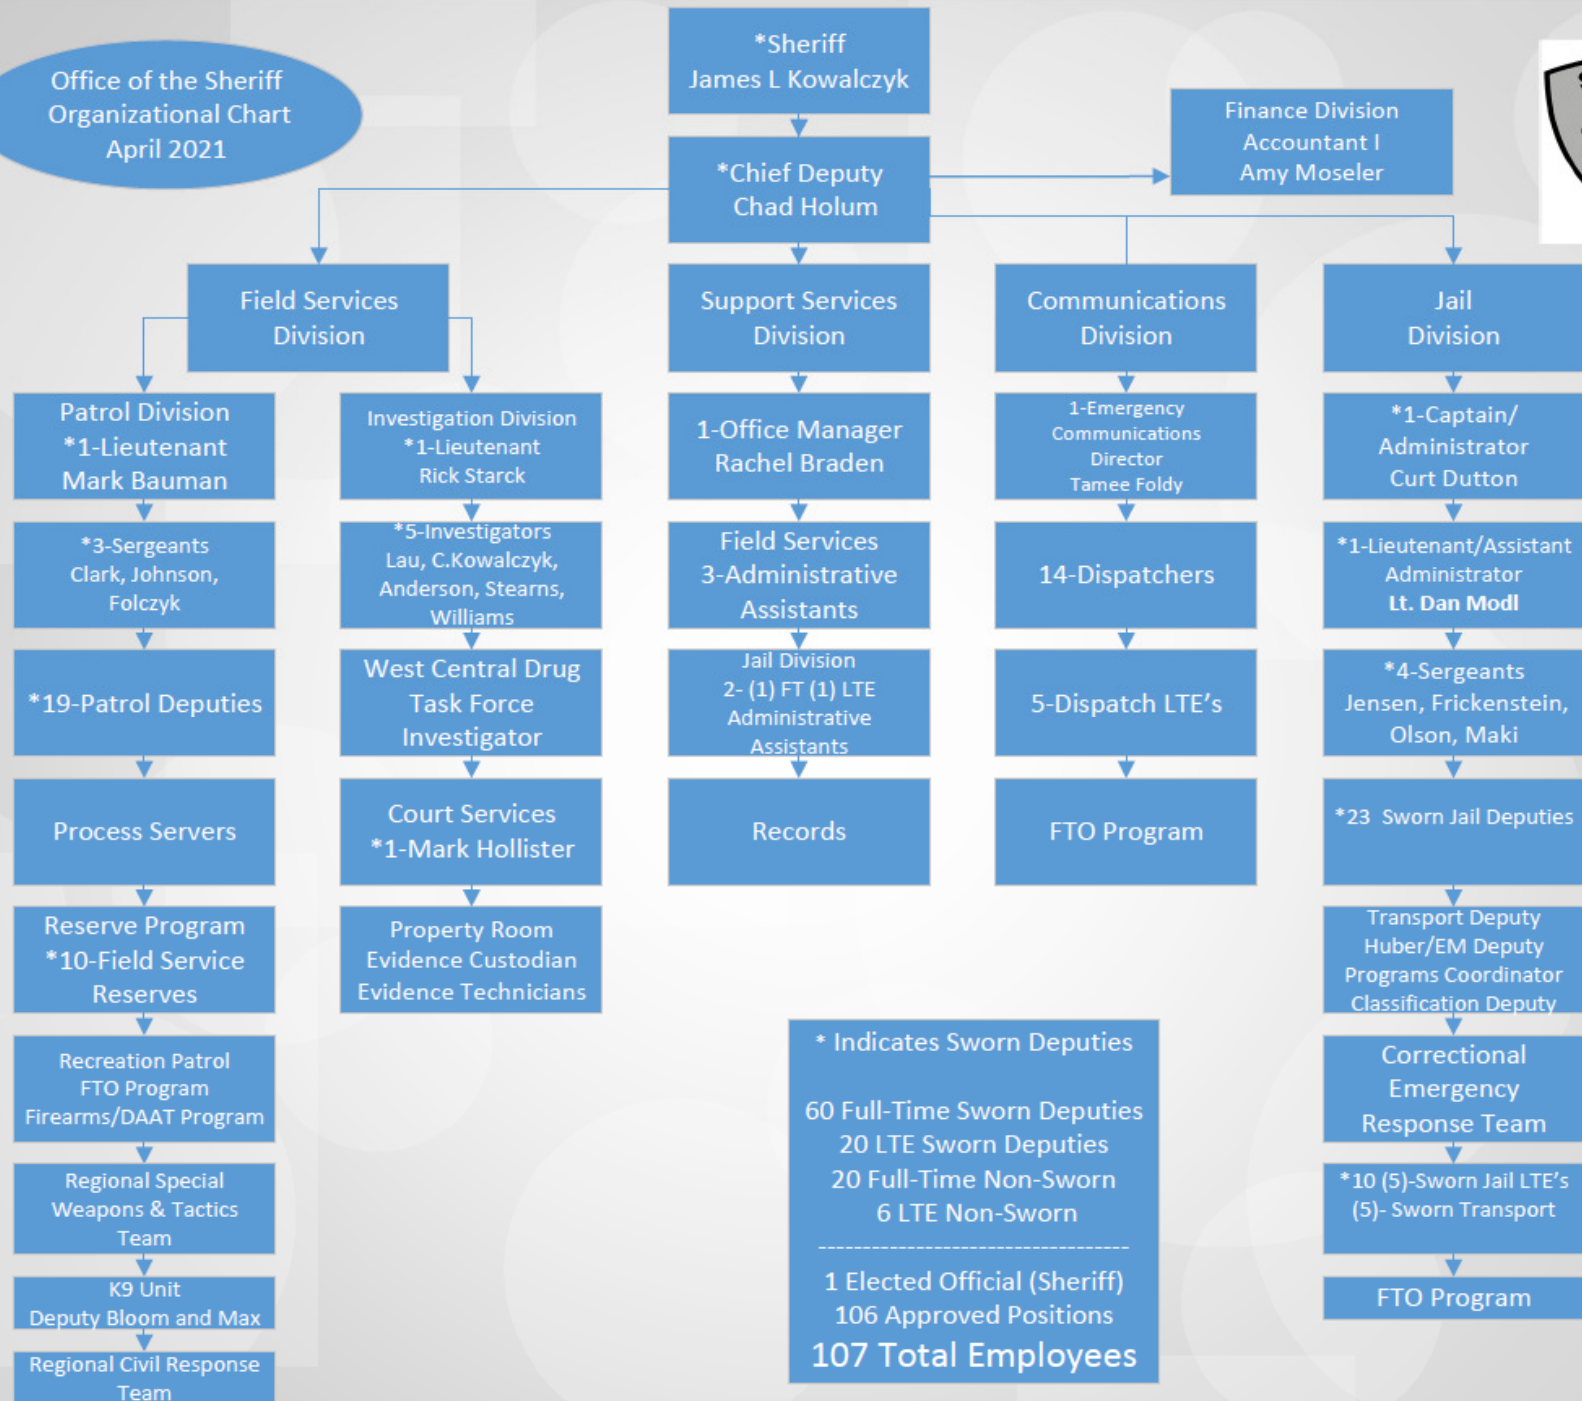 Office of the Sheriff
Organizational Chart
April 2021
*Sheriff
James L Kowalczyk
*Chief Deputy
Chad Holum
Finance Division
Accountant I
Amy Moseler
Field Services
Division
Support Services
Division
Communications
Division
Jail
Division
Patrol Division
*1-Lieutenant
Mark Bauman
*3-Sergeants
Clark, Johnson,
Folczyk
*19-Patrol Deputies
Process Servers
Reserve Program
*10-Field Service
Reserves
Recreation Patrol
FTO Program
Firearms/DAAT Program
Regional Special
Weapons & Tactics
Team
K9 Unit
Deputy Bloom and Max
Regional Civil Response
Team
Investigation Division
*1-Lieutenant
Rick Starck
*5-Investigators
Lau, C.Kowalczyk,
Anderson, Stearns,
Williams
West Central Drug
Task Force
Investigator
Court Services
*1-Mark Hollister
Property Room
Evidence Custodian
Evidence Technicians
1-Office Manager
Rachel Braden
Field Services
3-Administrative
Assistants
Jail Division
2- (1) FT (1) LTE
Administrative
Assistants
Records
1-Emergency
Communications
Director
Tamee Foldy
14-Dispatchers
5-Dispatch LTE's
FTO Program
*1-Captain/
Administrator
Curt Dutton
*1-Lieutenant/Assistant
Administrator
Lt. Dan Modl
*4-Sergeants
Jensen, Frickenstein,
Olson, Maki
*23 Sworn Jail Deputies
Transport Deputy
Huber/EM Deputy
Programs Coordinator
Classification Deputy
Correctional
Emergency
Response Team
*10 (5)-Sworn Jail LTE's
(5)- Sworn Transport
FTO Program
* Indicates Sworn Deputies
60 Full-Time Sworn Deputies
20 LTE Sworn Deputies
20 Full-Time Non-Sworn
6 LTE Non-Sworn
-----------------------------------
1 Elected Official (Sheriff)
106 Approved Positions
107 Total Employees